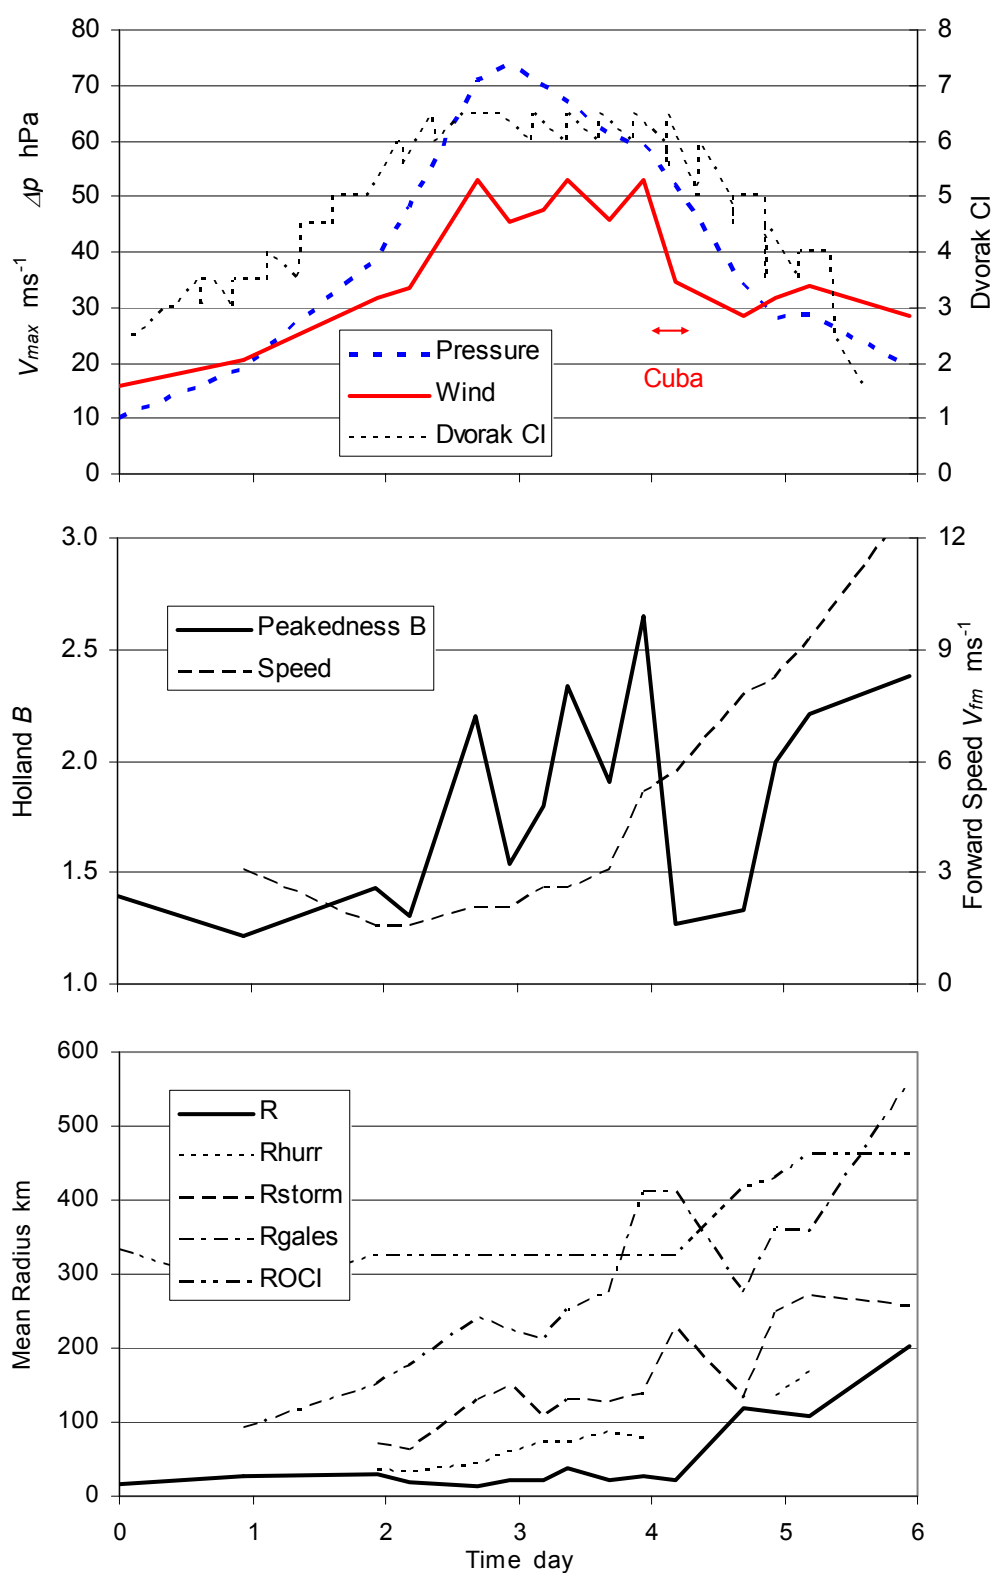 80
70
60
50
40
30
20
10
0
V_max ms⁻¹ Δp hPa
8
7
6
5
4
3
2
1
0
Dvorak CI
Pressure
Wind
Dvorak CI
Cuba
3.0
2.5
2.0
1.5
1.0
Holland B
12
9
6
3
0
Forward Speed V_fm ms⁻¹
Peakedness B
Speed
600
500
400
300
200
100
0
Mean Radius km
R
Rhurr
Rstorm
Rgales
ROCI
0 1 2 3 4 5 6
Time day